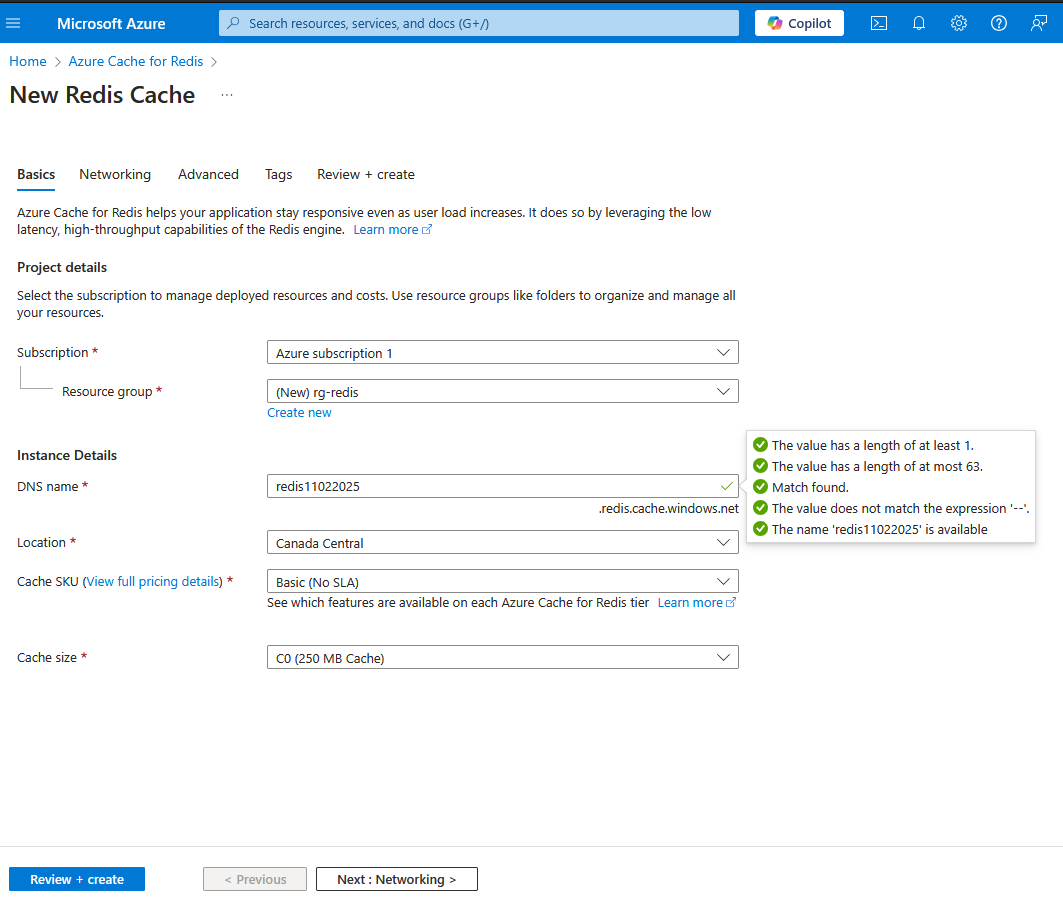 Microsoft Azure
Search resources, services, and docs (G+/)
Copilot
Home > Azure Cache for Redis >
New Redis Cache ...
Basics Networking Advanced Tags Review + create
Azure Cache for Redis helps your application stay responsive even as user load increases. It does so by leveraging the low
latency, high-throughput capabilities of the Redis engine. Learn more
Project details
Select the subscription to manage deployed resources and costs. Use resource groups like folders to organize and manage all
your resources.
Subscription * Azure subscription 1
Resource group * (New) rg-redis
Create new
Instance Details
DNS name * redis11022025
.redis.cache.windows.net
The value has a length of at least 1.
The value has a length of at most 63.
Match found.
The value does not match the expression '--'.
The name 'redis11022025' is available
Location * Canada Central
Cache SKU (View full pricing details) * Basic (No SLA)
See which features are available on each Azure Cache for Redis tier Learn more
Cache size * C0 (250 MB Cache)
Review + create < Previous Next : Networking >